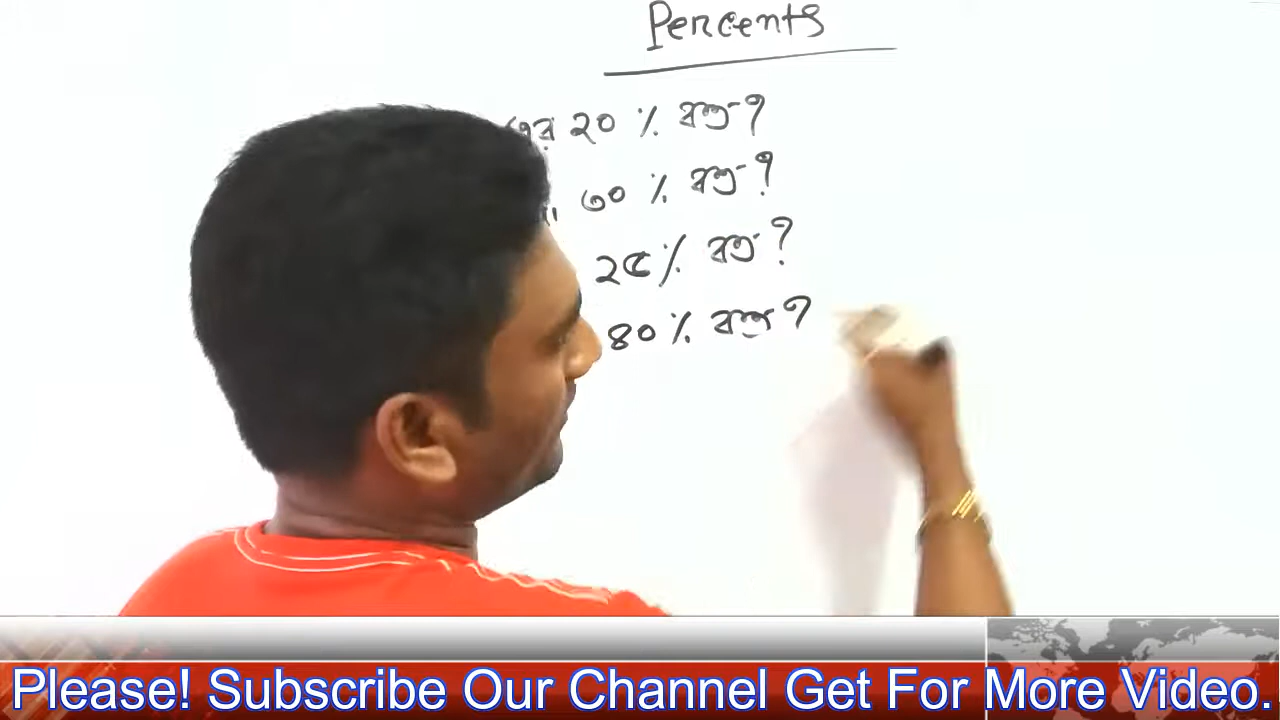 Percents
এর ২০ % কত?
৩০ % কত?
২৫ % কত?
৪০ % কত?
Please! Subscribe Our Channel Get For More Video.